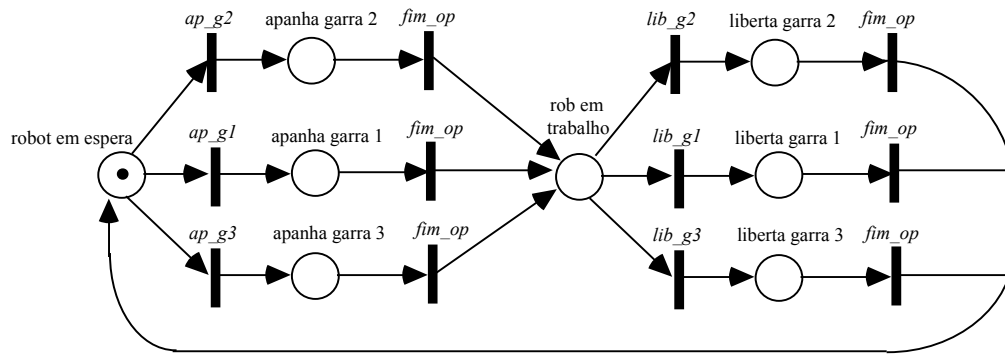 ap_g2
apanha garra 2
fim_op
lib_g2
liberta garra 2
fim_op
rob em
trabalho
robot em espera
ap_g1
apanha garra 1
fim_op
lib_g1
liberta garra 1
fim_op
ap_g3
apanha garra 3
fim_op
lib_g3
liberta garra 3
fim_op